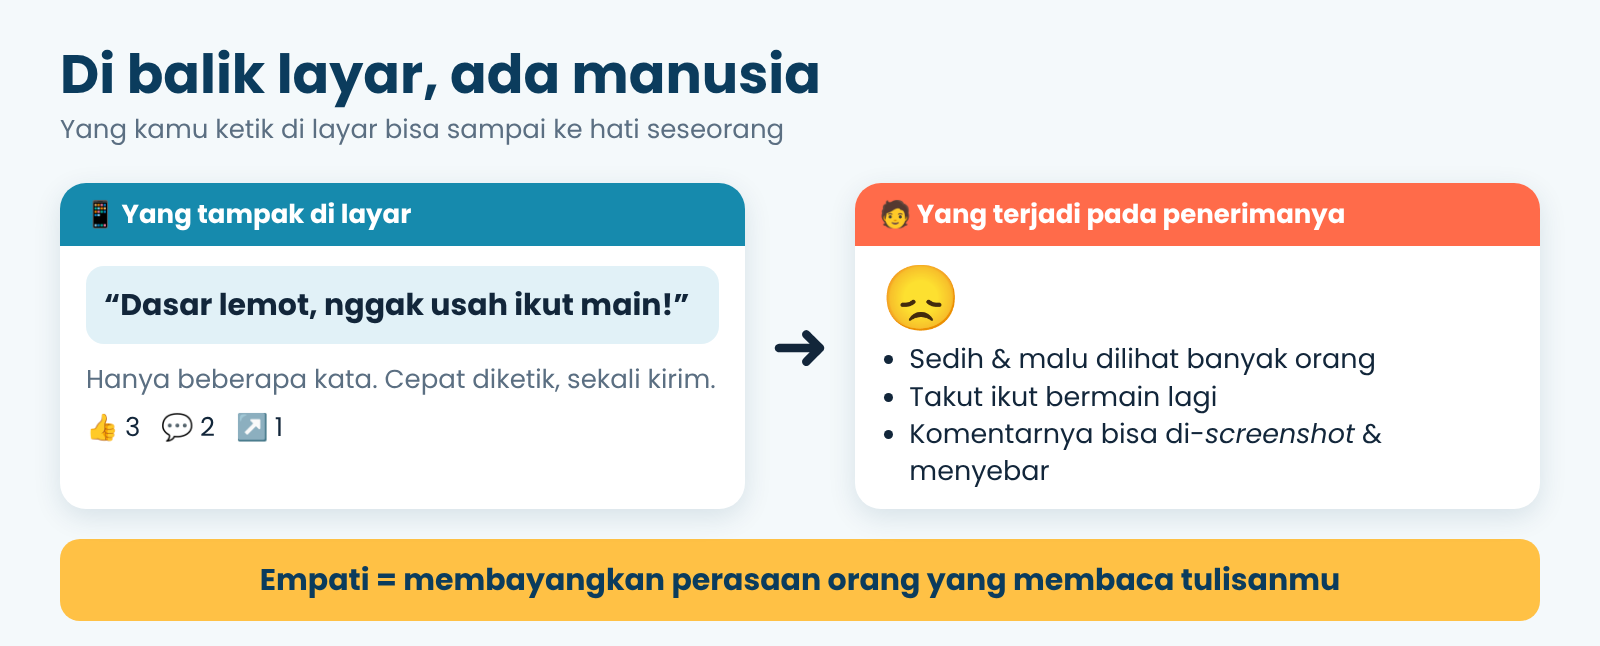 Di balik layar, ada manusia
Yang kamu ketik di layar bisa sampai ke hati seseorang
📱 Yang tampak di layar
“Dasar lemot, nggak usah ikut main!”
Hanya beberapa kata. Cepat diketik, sekali kirim.
👍 3 💬 2 ↗️ 1
➜
🧑 Yang terjadi pada penerimanya
😞
• Sedih & malu dilihat banyak orang
• Takut ikut bermain lagi
• Komentarnya bisa di-screenshot &
menyebar
Empati = membayangkan perasaan orang yang membaca tulisanmu